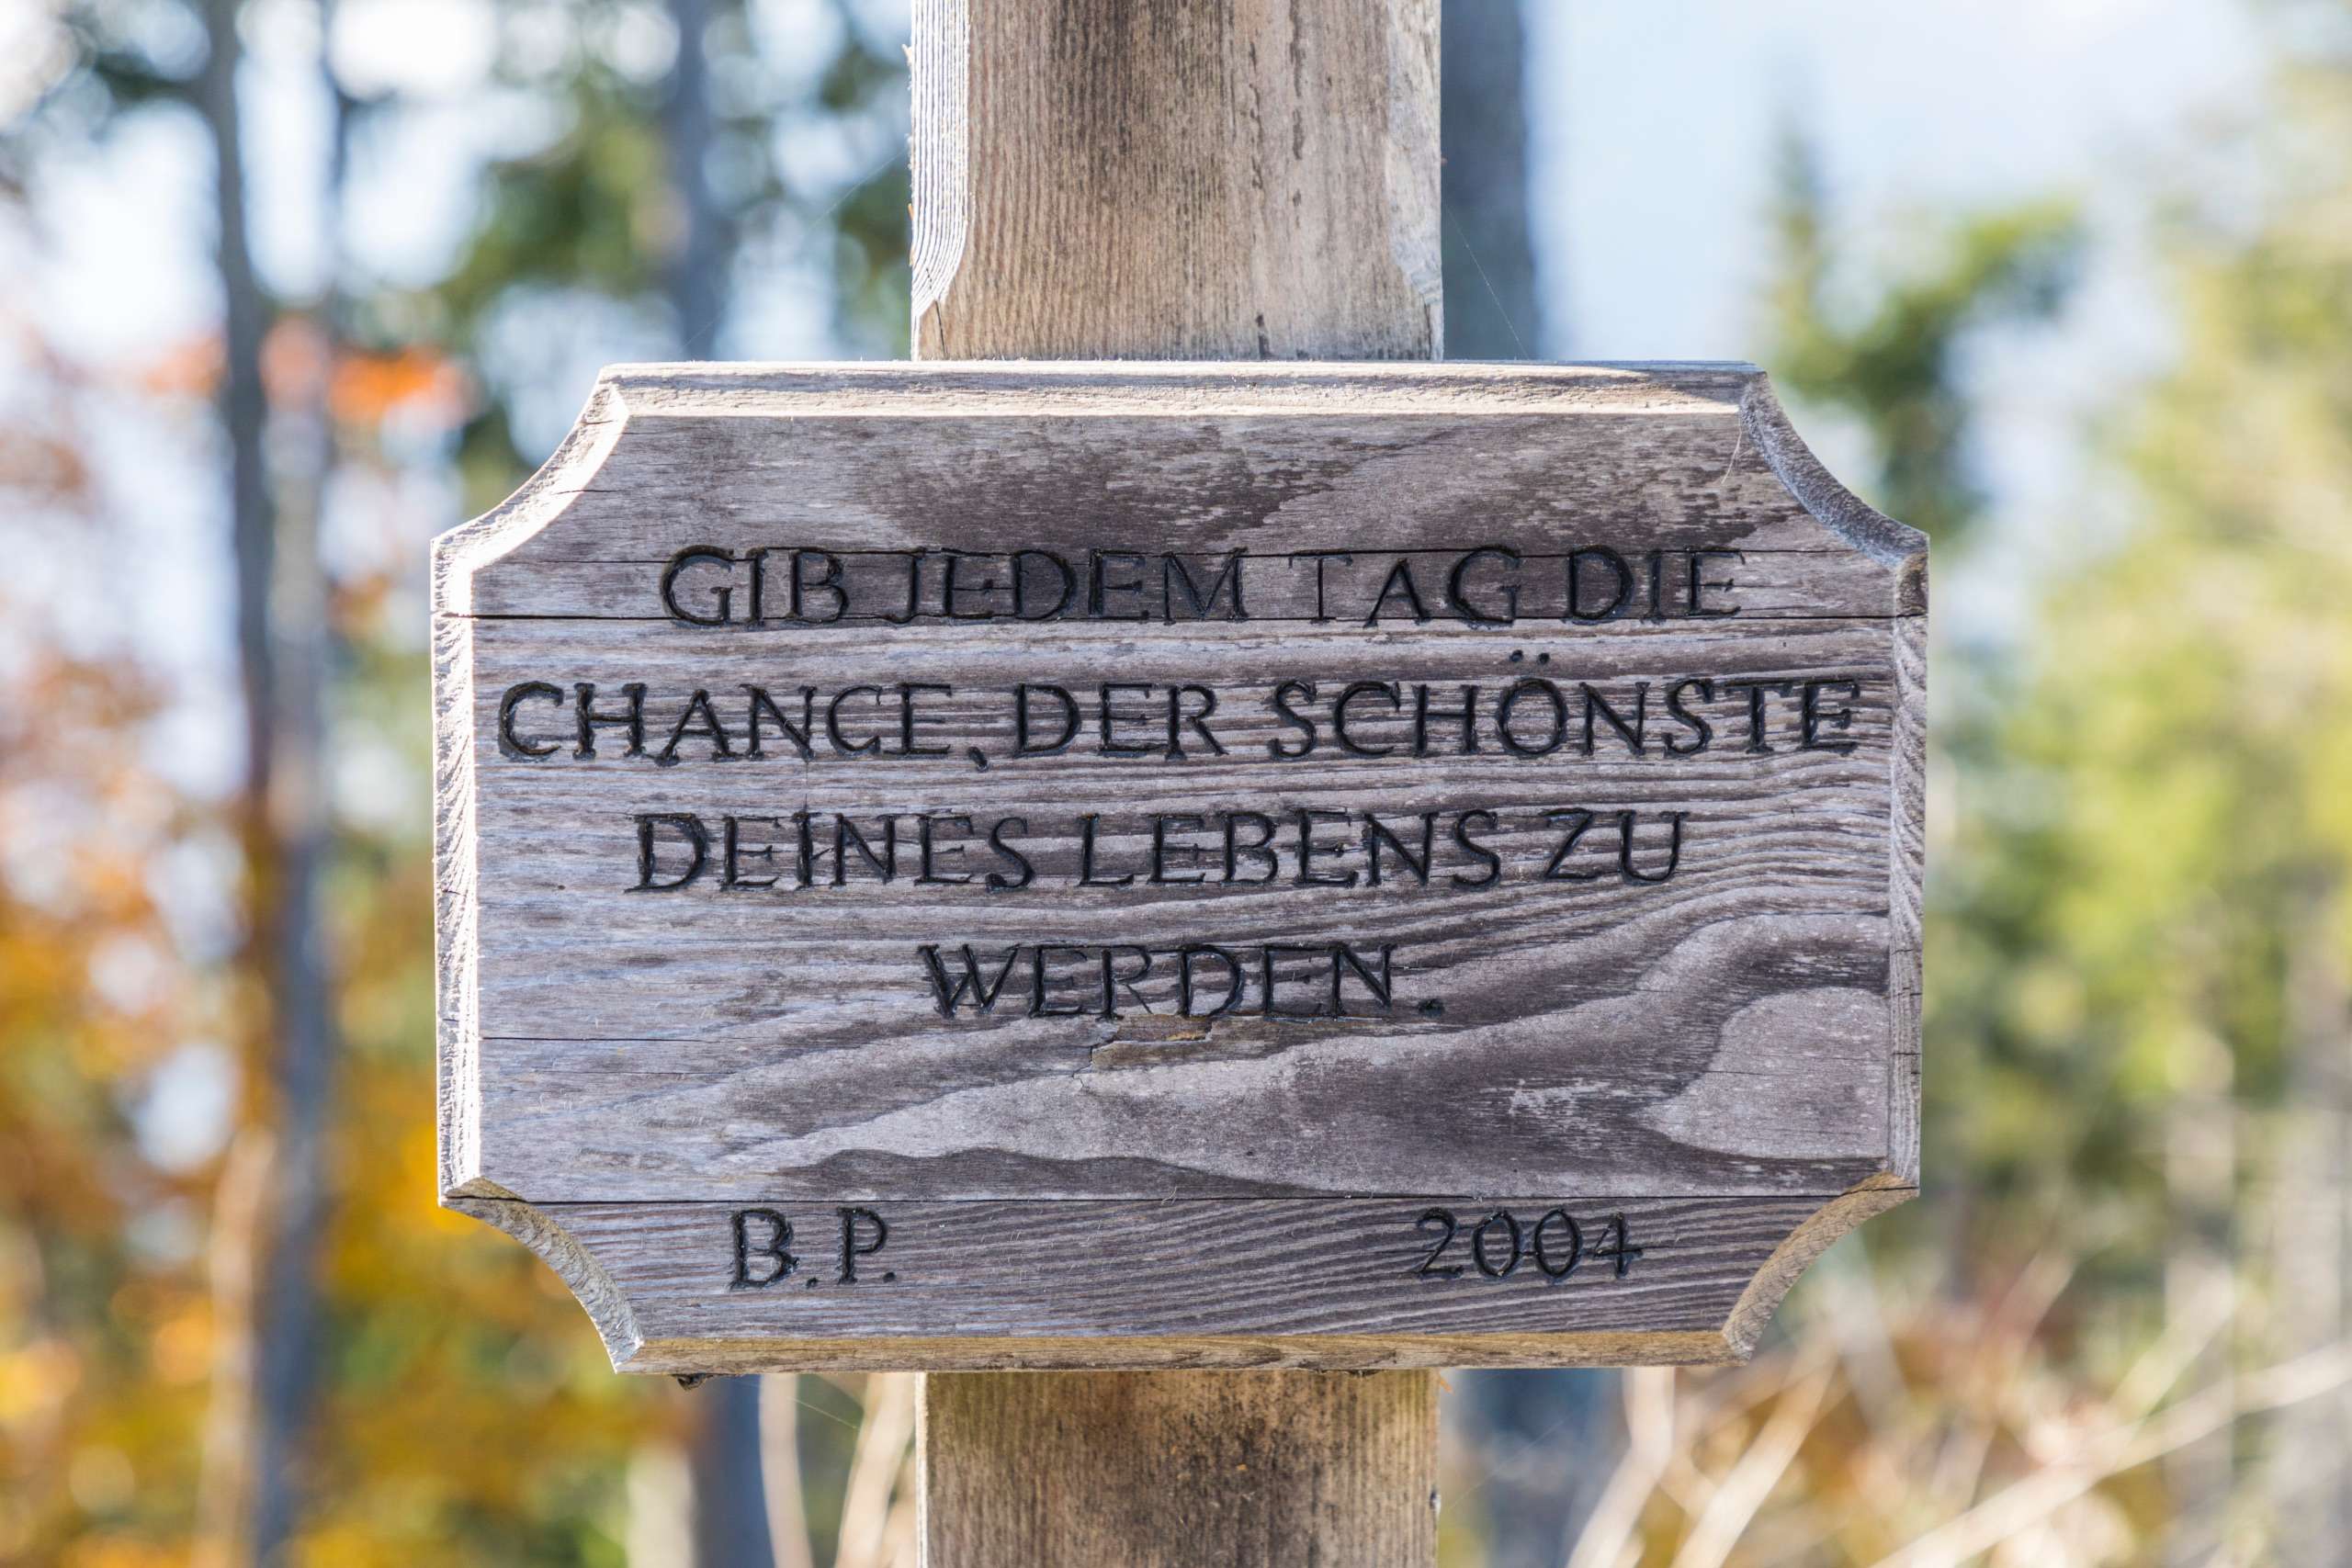 GIB JEDEM TAG DIE
CHANCE, DER SCHÖNSTE
DEINES LEBENS ZU
WERDEN.
B.P. 2004